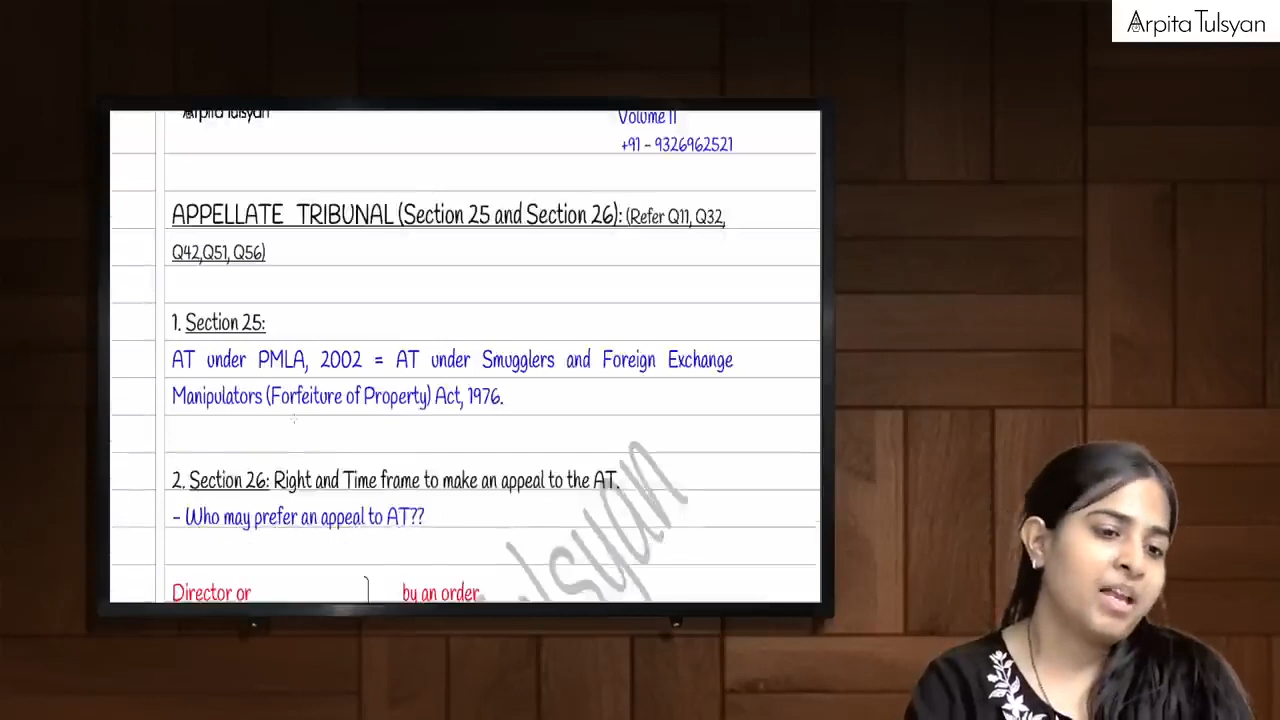 Arpita Tulsyan
Arpita Tulsyan
Volume II
+91 - 9326962521
APPELLATE TRIBUNAL (Section 25 and Section 26): (Refer Q11, Q32,
Q42,Q51, Q56)
1. Section 25:
AT under PMLA, 2002 = AT under Smugglers and Foreign Exchange
Manipulators (Forfeiture of Property) Act, 1976.
2. Section 26: Right and Time frame to make an appeal to the AT.
- Who may prefer an appeal to AT??
Director or by an order